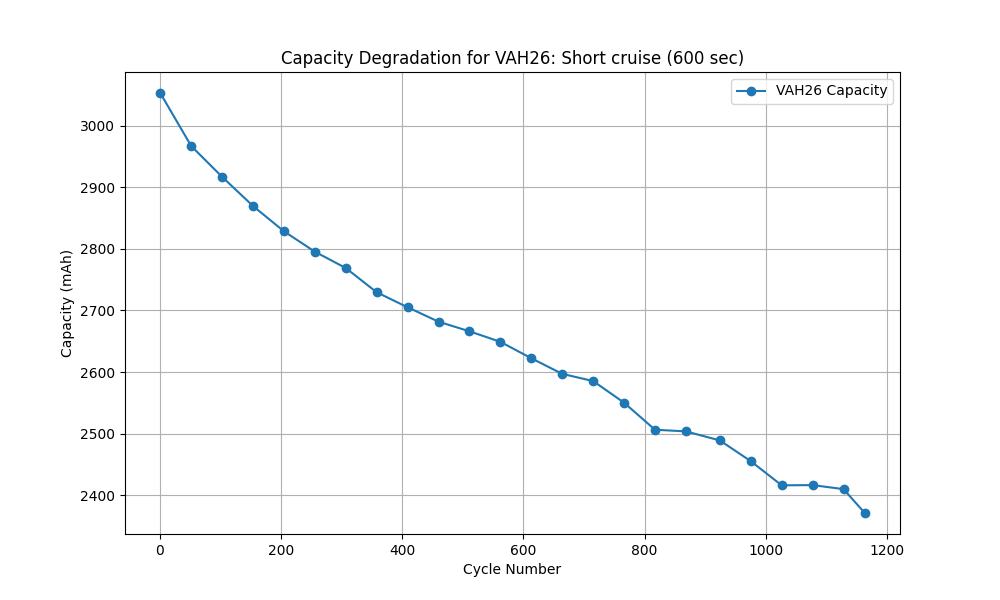 Capacity Degradation for VAH26: Short cruise (600 sec)
VAH26 Capacity
3000
2900
2800
2700
2600
2500
2400
Capacity (mAh)
0 200 400 600 800 1000 1200
Cycle Number